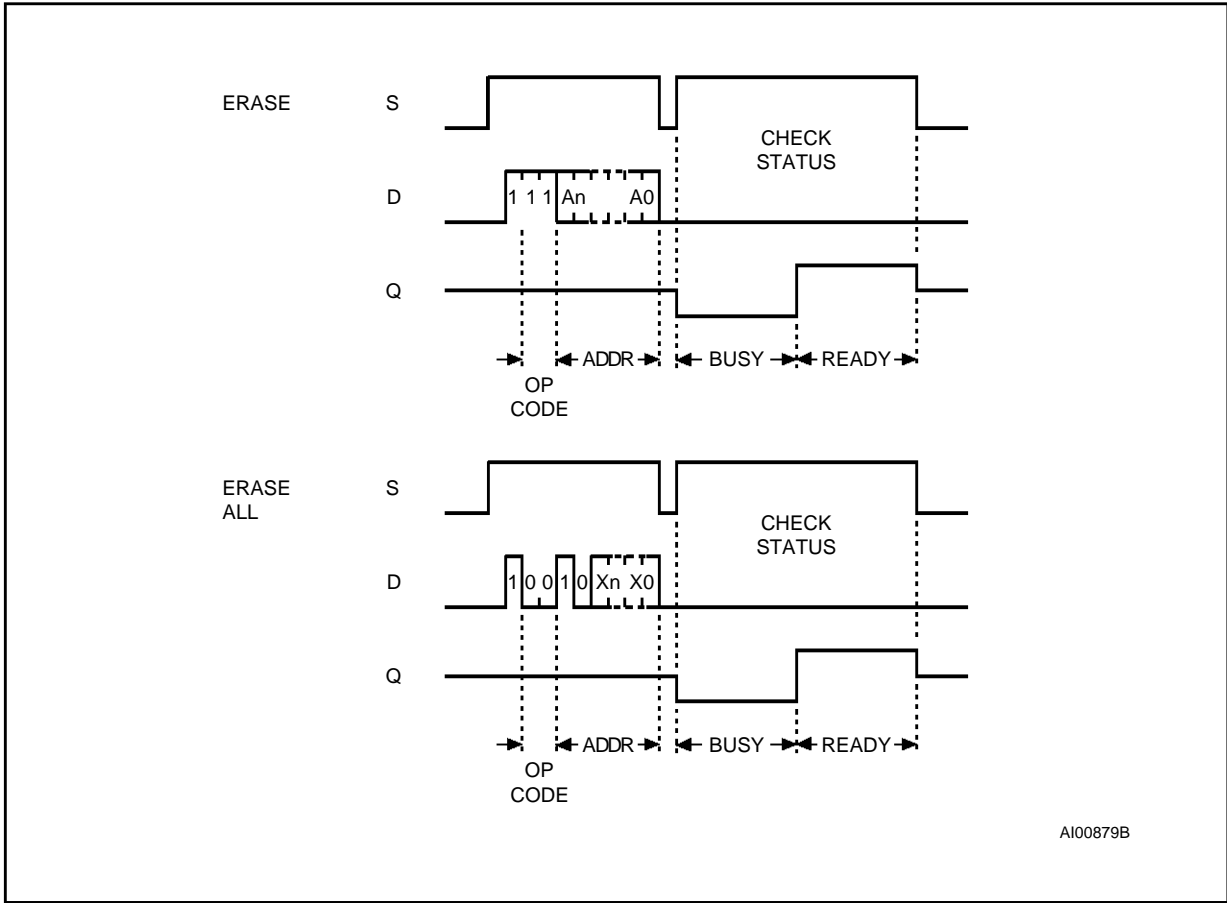 ERASE S
CHECK
STATUS
D 1 1 1 An A0
Q
ADDR BUSY READY
OP
CODE
ERASE
ALL S
CHECK
STATUS
D 1 0 0 1 0 Xn X0
Q
ADDR BUSY READY
OP
CODE
AI00879B